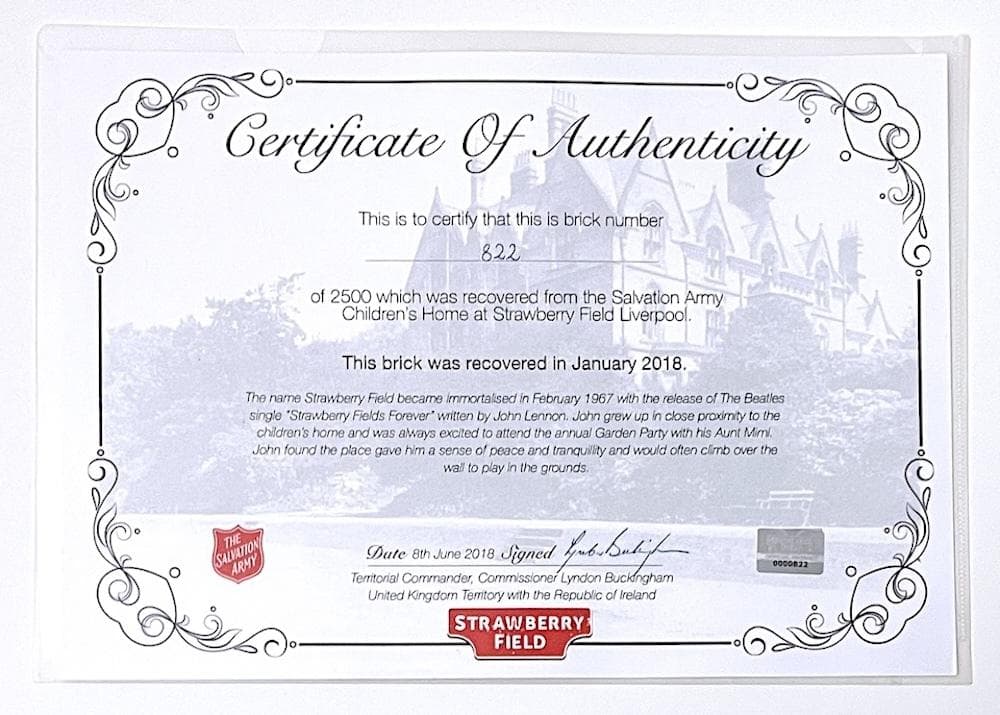 Certificate Of Authenticity
This is to certify that this is brick number
822
of 2500 which was recovered from the Salvation Army
Children's Home at Strawberry Field Liverpool.
This brick was recovered in January 2018.
The name Strawberry Field became immortalised in February 1967 with the release of The Beatles
single "Strawberry Fields Forever" written by John Lennon. John grew up in close proximity to the
children's home and was always excited to attend the annual Garden Party with his Aunt Mimi.
John found the place gave him a sense of peace and tranquility and would often climb over the
wall to play in the grounds.
THE
SALVATION
ARMY
Date 8th June 2018 Signed
0000822
Territorial Commander, Commissioner Lyndon Buckingham
United Kingdom Territory with the Republic of Ireland
STRAWBERRY
FIELD